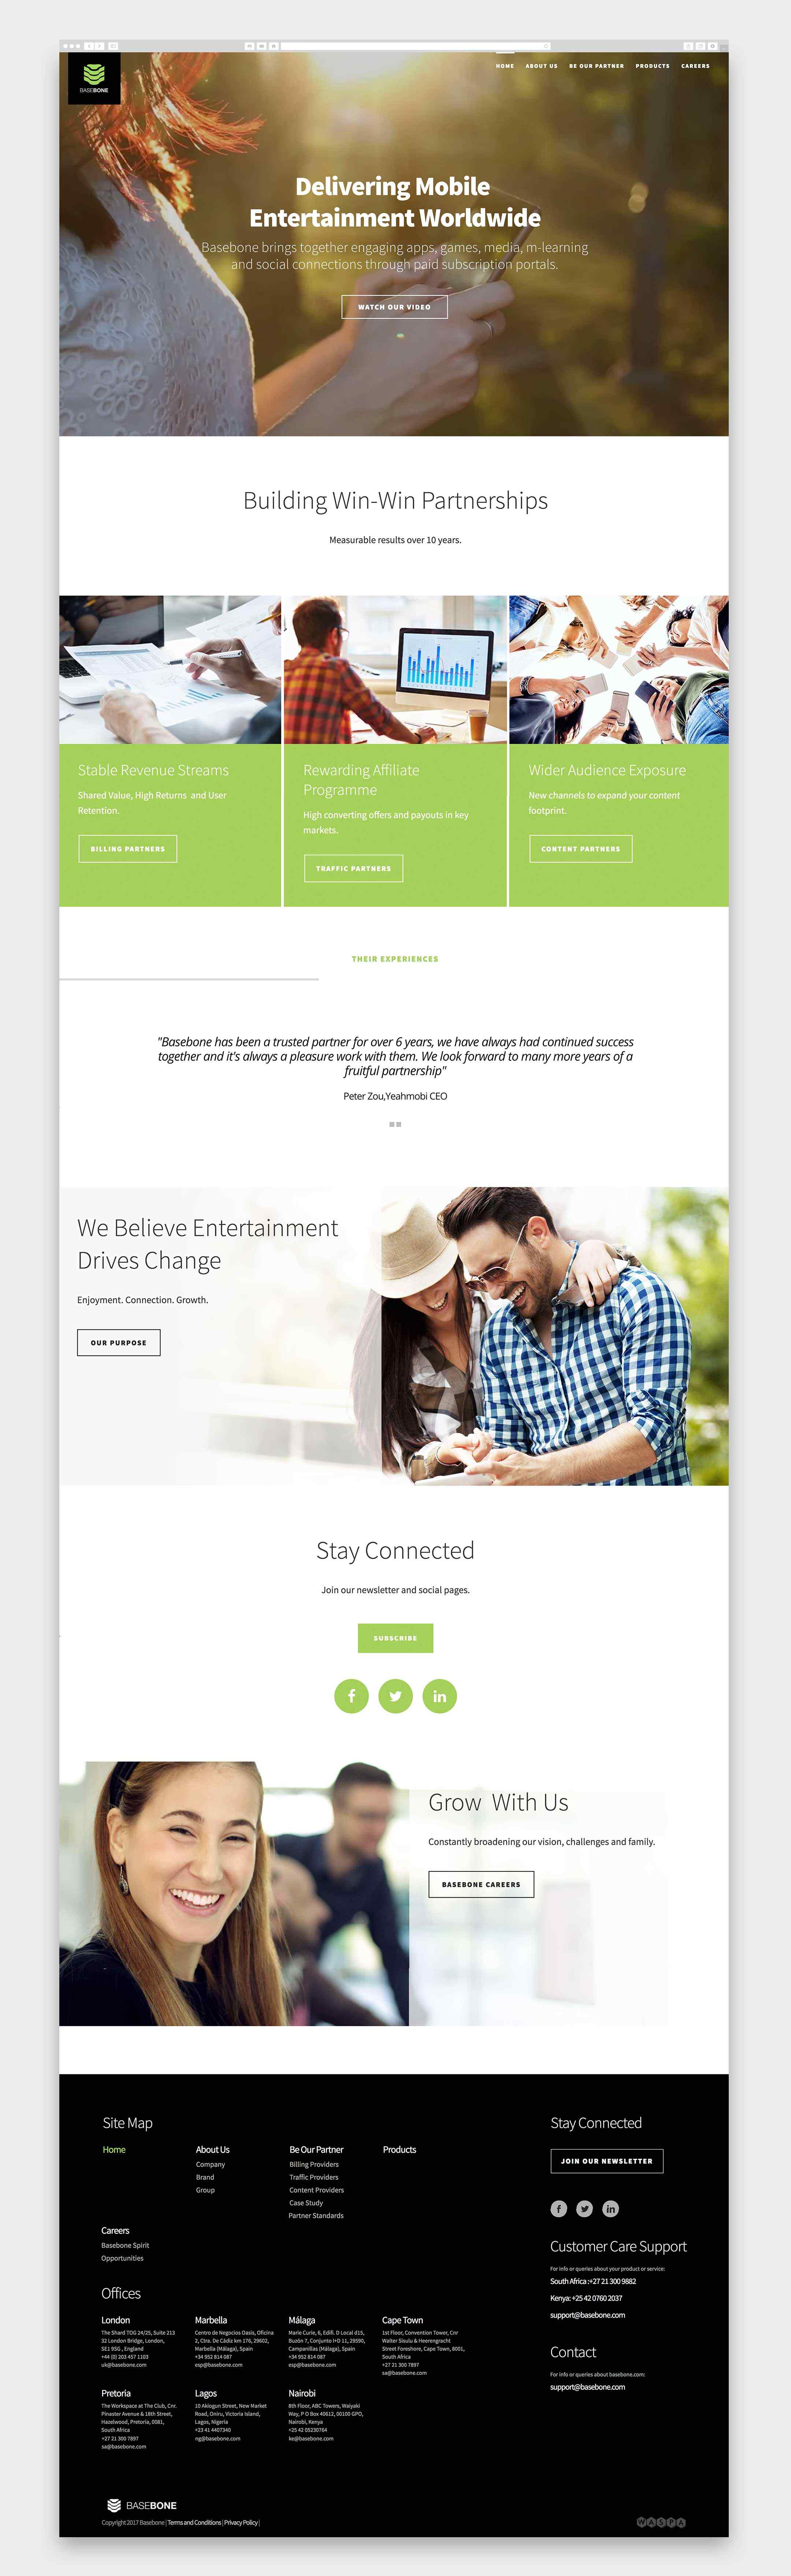 BASEBONE
HOME ABOUT US BE OUR PARTNER PRODUCTS CAREERS
Delivering Mobile
Entertainment Worldwide
Basebone brings together engaging apps, games, media, m-learning
and social connections through paid subscription portals.
WATCH OUR VIDEO
Building Win-Win Partnerships
Measurable results over 10 years.
Stable Revenue Streams
Shared Value, High Returns and User
Retention.
BILLING PARTNERS
Rewarding Affiliate
Programme
High converting offers and payouts in key
markets.
TRAFFIC PARTNERS
Wider Audience Exposure
New channels to expand your content
footprint.
CONTENT PARTNERS
THEIR EXPERIENCES
"Basebone has been a trusted partner for over 6 years, we have always had continued success
together and it's always a pleasure work with them. We look forward to many more years of a
fruitful partnership"
Peter Zou,Yeahmobi CEO
We Believe Entertainment
Drives Change
Enjoyment. Connection. Growth.
OUR PURPOSE
Stay Connected
Join our newsletter and social pages.
SUBSCRIBE
Grow With Us
Constantly broadening our vision, challenges and family.
BASEBONE CAREERS
Site Map
Home
About Us
Company
Brand
Group
Be Our Partner
Billing Providers
Traffic Providers
Content Providers
Case Study
Partner Standards
Products
Careers
Basebone Spirit
Opportunities
Offices
London
The Shard TOG 24/25, Suite 213
32 London Bridge, London,
SE1 9SG , England
+44 (0) 203 457 1103
uk@basebone.com
Marbella
Centro de Negocios Oasis, Oficina
2, Ctra. De Cádiz km 176, 29602,
Marbella (Málaga), Spain
+34 952 814 087
esp@basebone.com
Málaga
Marie Curie, 6, Edifi. D Local d15,
Buzón 7, Conjunto I+D 11, 29590,
Campanillas (Málaga), Spain
+34 952 814 087
esp@basebone.com
Cape Town
1st Floor, Convention Tower, Cnr
Walter Sisulu & Heerengracht
Street Foreshore, Cape Town, 8001,
South Africa
+27 21 300 7897
sa@basebone.com
Pretoria
The Workspace at The Club, Cnr.
Pinaster Avenue & 18th Street,
Hazelwood, Pretoria, 0081,
South Africa
+27 21 300 7897
sa@basebone.com
Lagos
10 Akiogun Street, New Market
Road, Oniru, Victoria Island,
Lagos, Nigeria
+23 41 4407340
ng@basebone.com
Nairobi
8th Floor, ABC Towers, Waiyaki
Way, P O Box 40612, 00100 GPO,
Nairobi, Kenya
+25 42 05230764
ke@basebone.com
Stay Connected
JOIN OUR NEWSLETTER
Customer Care Support
For info or queries about your product or service:
South Africa :+27 21 300 9882
Kenya: +25 42 0760 2037
support@basebone.com
Contact
For info or queries about basebone.com:
support@basebone.com
BASEBONE
Copyright 2017 Basebone | Terms and Conditions | Privacy Policy |
WASPA